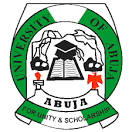 UNIVERSITY OF ABUJA
ABUJA
FOR UNITY & SCHOLARSHIP